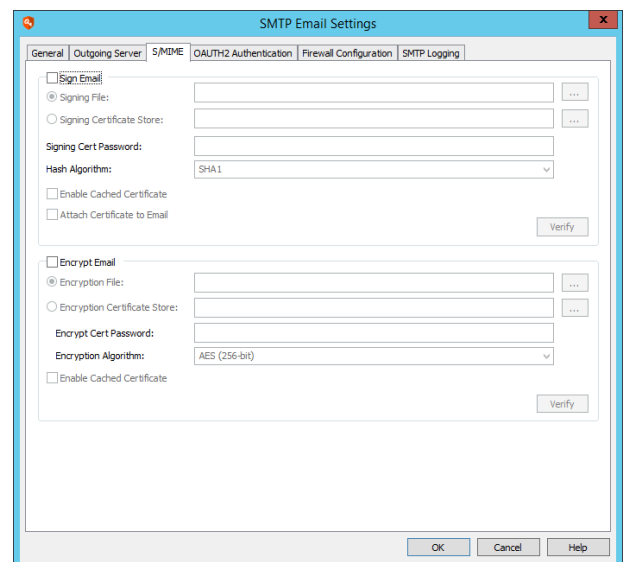 SMTP Email Settings
x
General Outgoing Server S/MIME OAUTH2 Authentication Firewall Configuration SMTP Logging
Sign Email
Signing File: ...
Signing Certificate Store: ...
Signing Cert Password:
Hash Algorithm: SHA1
Enable Cached Certificate
Attach Certificate to Email
Verify
Encrypt Email
Encryption File: ...
Encryption Certificate Store: ...
Encrypt Cert Password:
Encryption Algorithm: AES (256-bit)
Enable Cached Certificate
Verify
OK Cancel Help